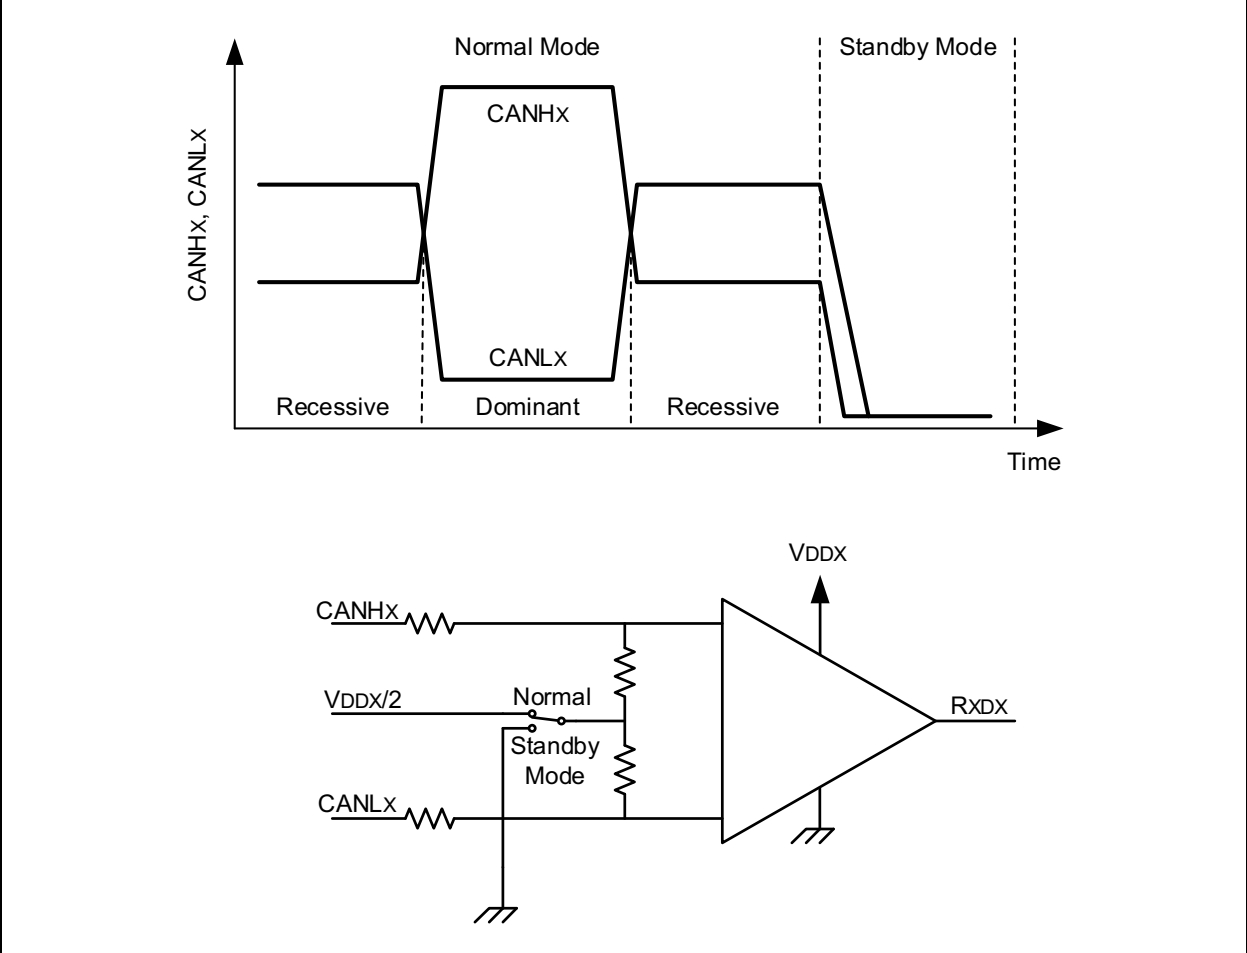 Normal Mode
Standby Mode
CANHX
CANHX, CANLX
CANLX
Recessive
Dominant
Recessive
Time
VDDX
CANHX
VDDX/2
Normal
RXDX
Standby
Mode
CANLX